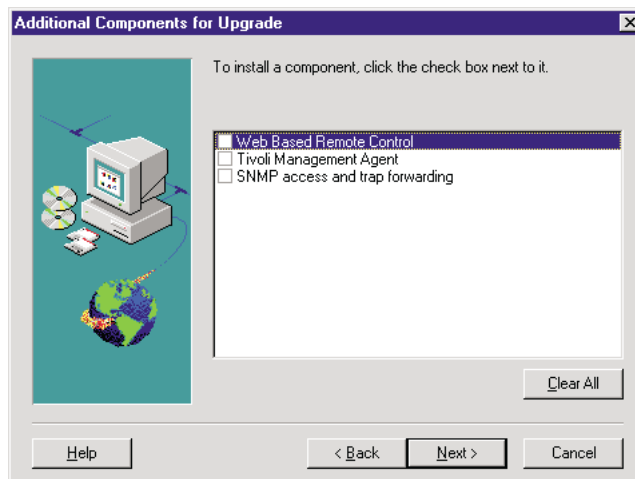 Additional Components for Upgrade
To install a component, click the check box next to it.
Web Based Remote Control
Tivoli Management Agent
SNMP access and trap forwarding
Clear All
Help
< Back
Next >
Cancel